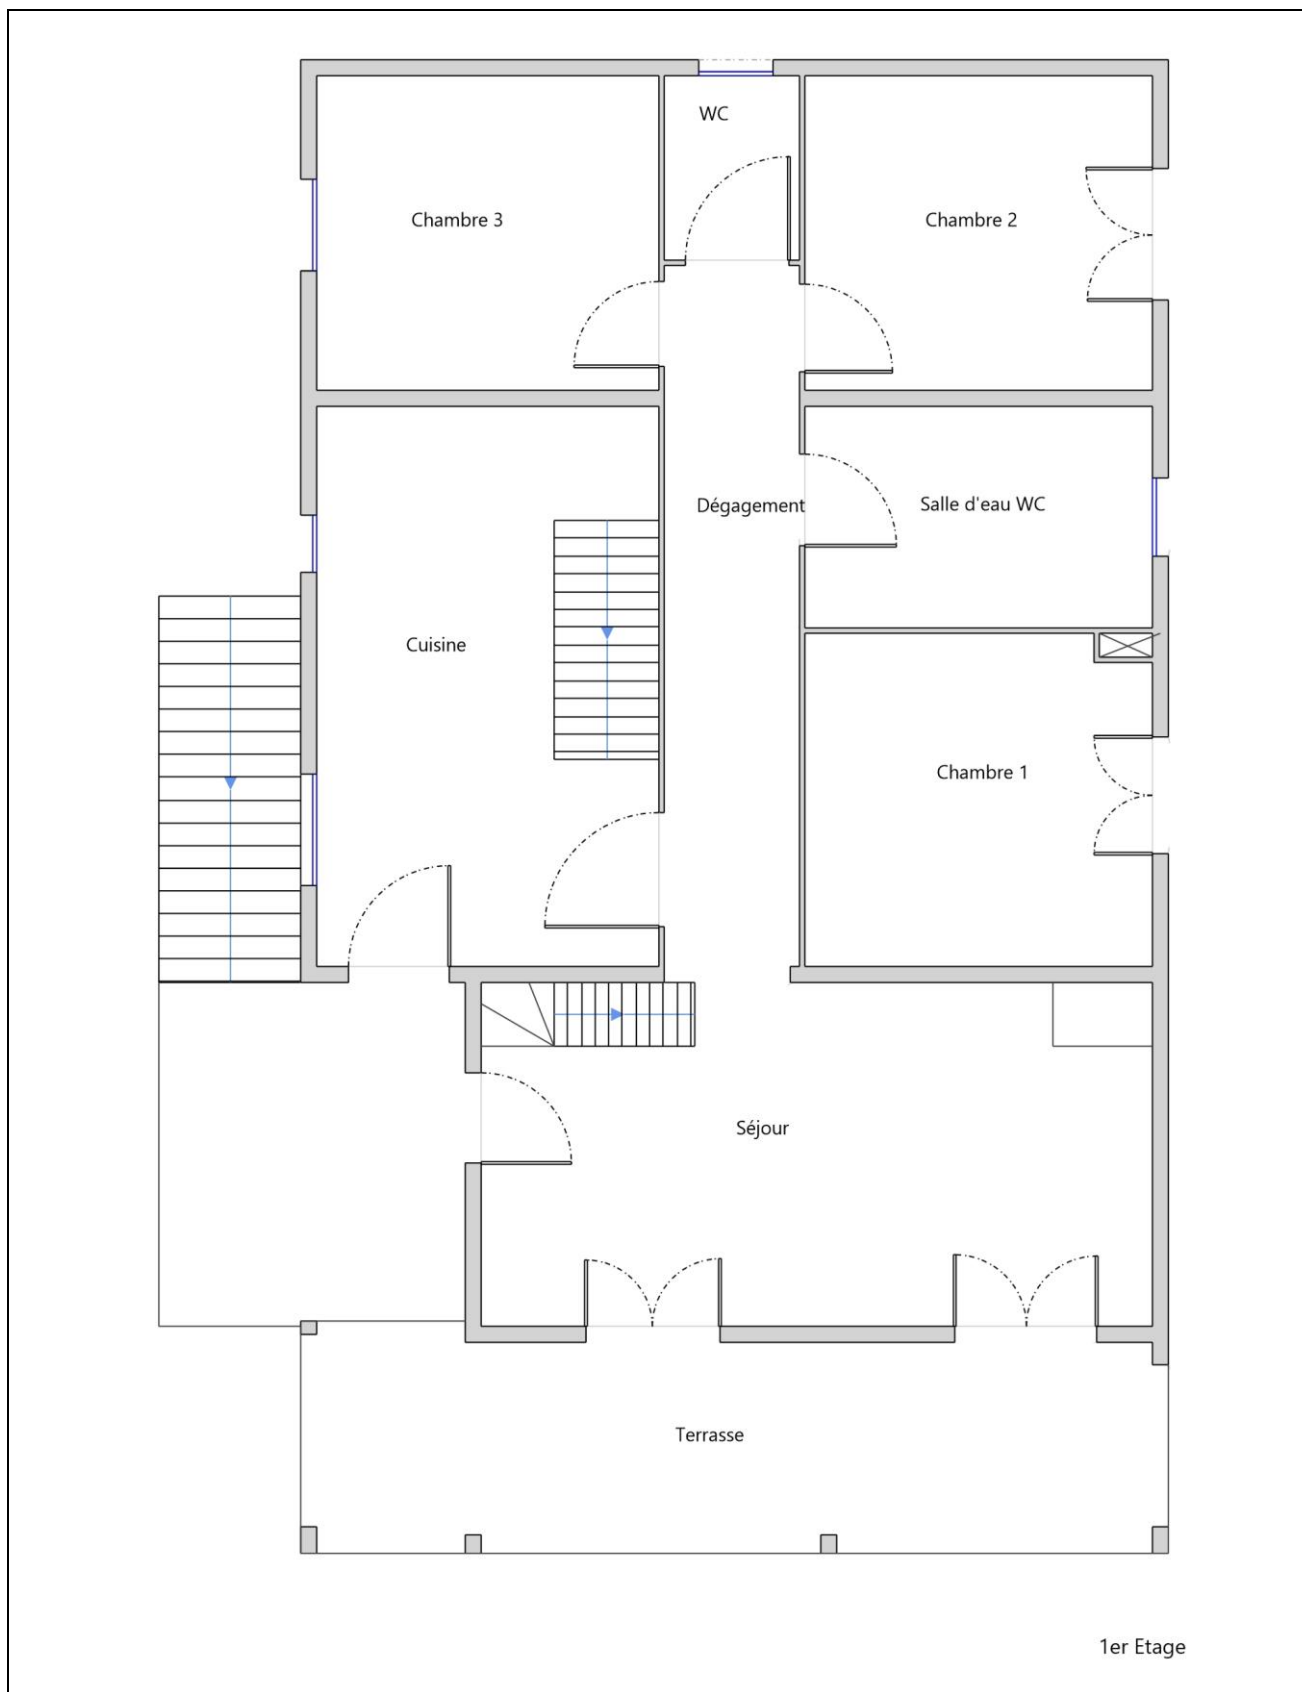 WC
Chambre 3
Chambre 2
Dégagement
Salle d'eau WC
Cuisine
Chambre 1
Séjour
Terrasse
1er Etage